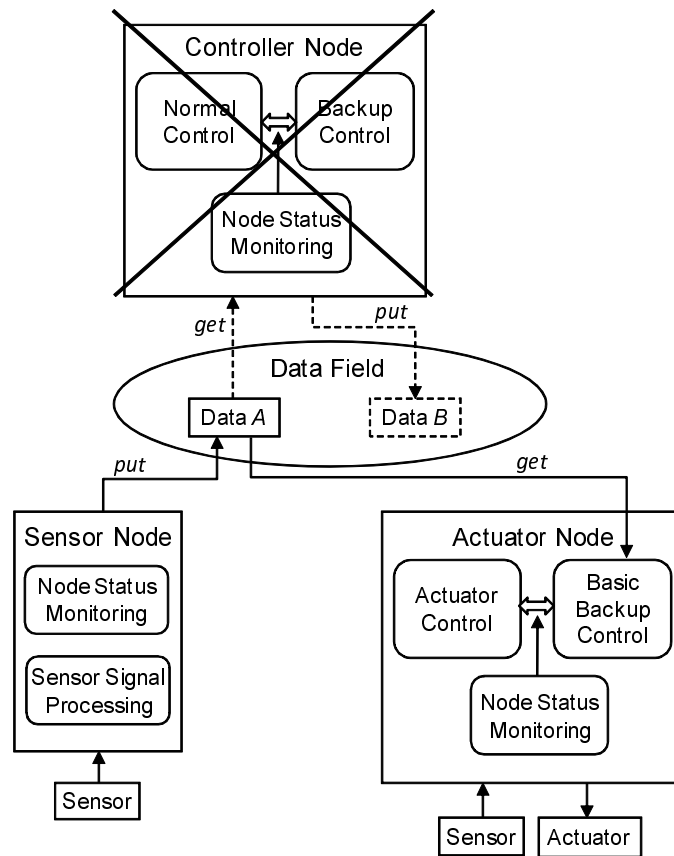 Controller Node
Normal
Control
Backup
Control
Node Status
Monitoring
get
put
Data Field
Data A
Data B
put
get
Sensor Node
Node Status
Monitoring
Sensor Signal
Processing
Sensor
Actuator Node
Actuator
Control
Basic
Backup
Control
Node Status
Monitoring
Sensor
Actuator